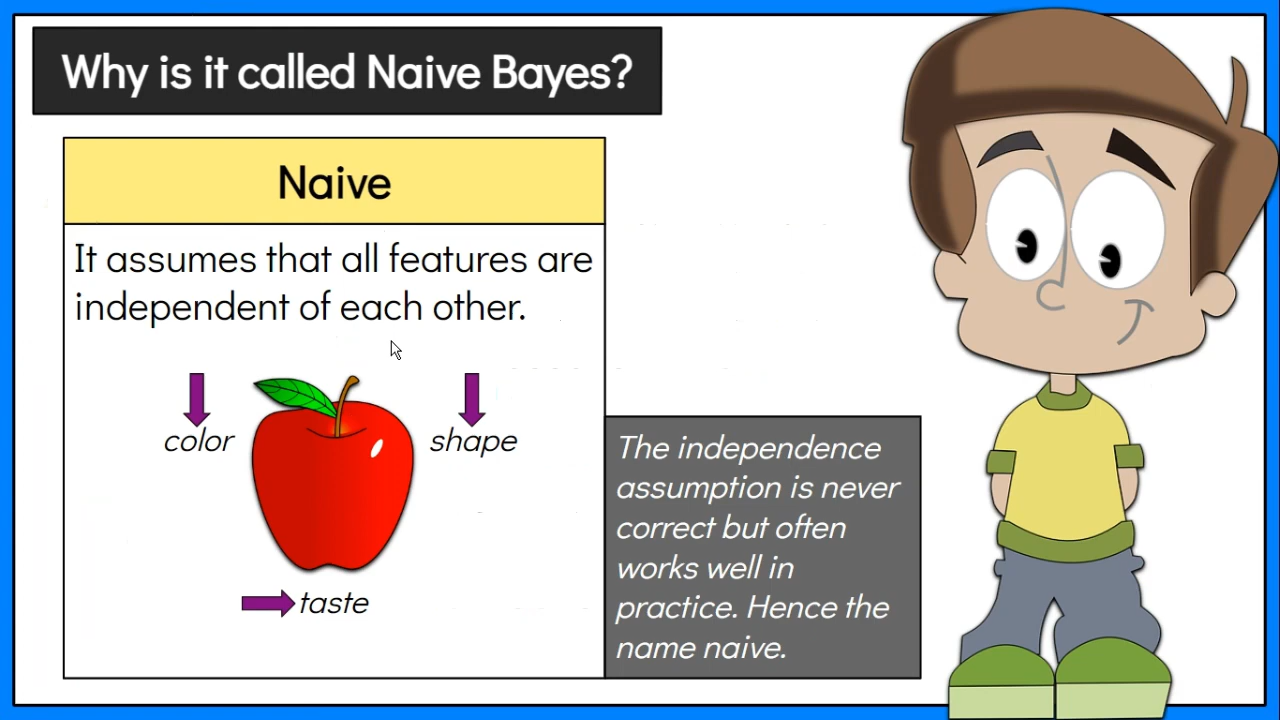 Why is it called Naive Bayes?
Naive
It assumes that all features are
independent of each other.
color
shape
taste
The independence
assumption is never
correct but often
works well in
practice. Hence the
name naive.